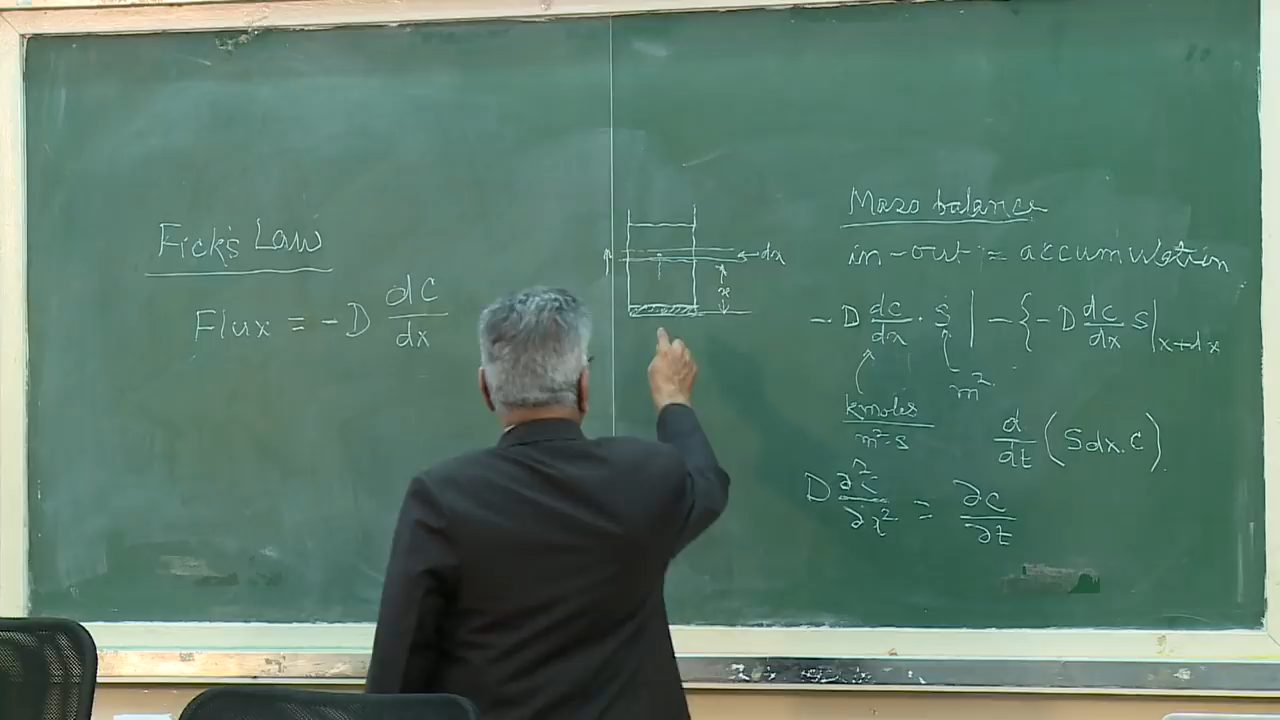 Fick's Law
Flux = -D dc/dx
dx
x
Mass balance
in-out = accumulation
-D dc/dx · S | - {-D dc/dx S|x+dx
m²
kmoles/m²-s
d/dt (Sdx.C)
D ∂²c/∂x² = ∂c/∂t